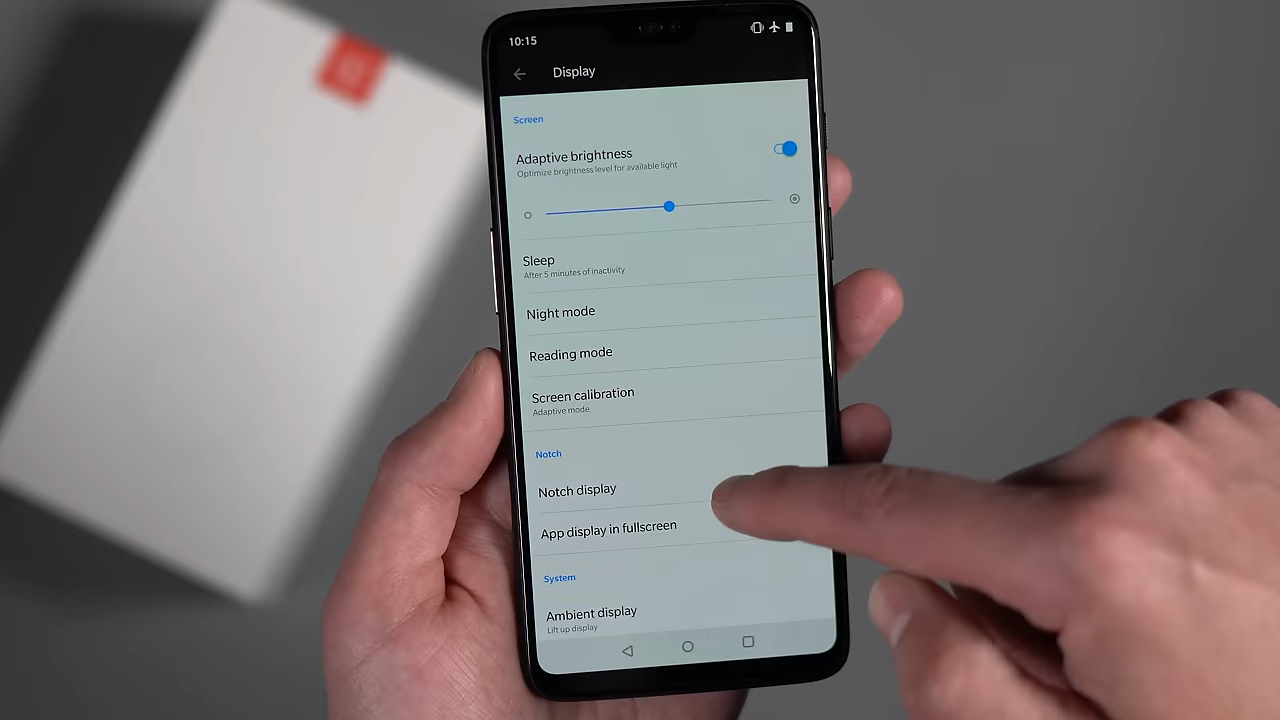 10:15
Display
Screen
Adaptive brightness
Optimize brightness level for available light
Sleep
After 5 minutes of inactivity
Night mode
Reading mode
Screen calibration
Adaptive mode
Notch
Notch display
App display in fullscreen
System
Ambient display
Lift up display